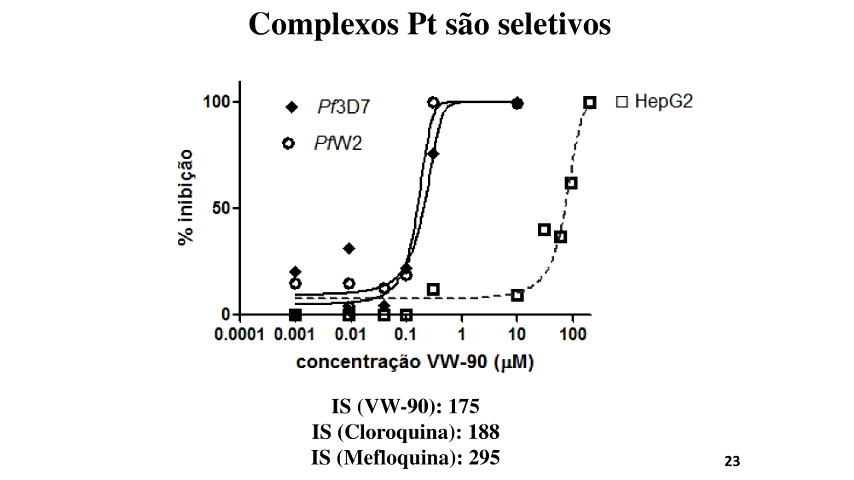 Complexos Pt são seletivos
100
Pf3D7
PfW2
HepG2
% inibição
50
0
0.0001 0.001 0.01 0.1 1 10 100
concentração VW-90 (µM)
IS (VW-90): 175
IS (Cloroquina): 188
IS (Mefloquina): 295
23